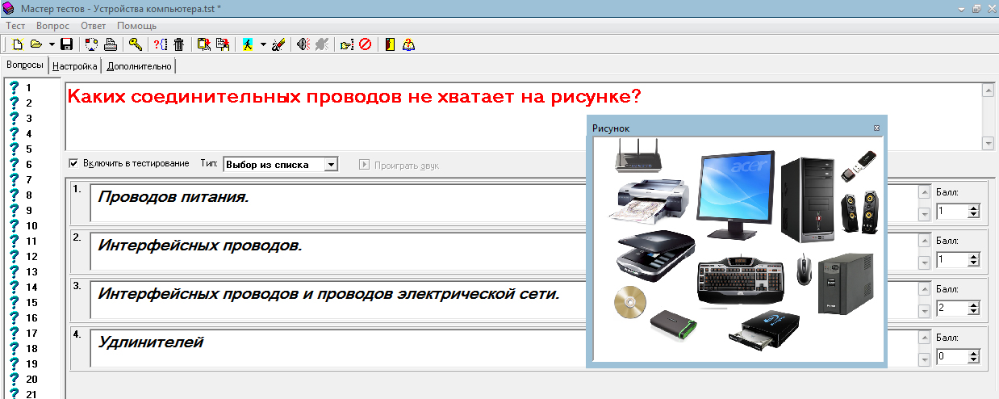 Мастер тестов - Устройства компьютера.tst *
Тест Вопрос Ответ Помощь
Вопросы Настройка Дополнительно
1
2
3
4
5
6
7
8
9
10
11
12
13
14
15
16
17
18
19
20
21
Каких соединительных проводов не хватает на рисунке?
Рисунок
acer
Включить в тестирование Тип: Выбор из списка Проиграть звук
1. Проводов питания. Балл: 1
2. Интерфейсных проводов. Балл: 1
3. Интерфейсных проводов и проводов электрической сети. Балл: 2
4. Удлинителей Балл: 0